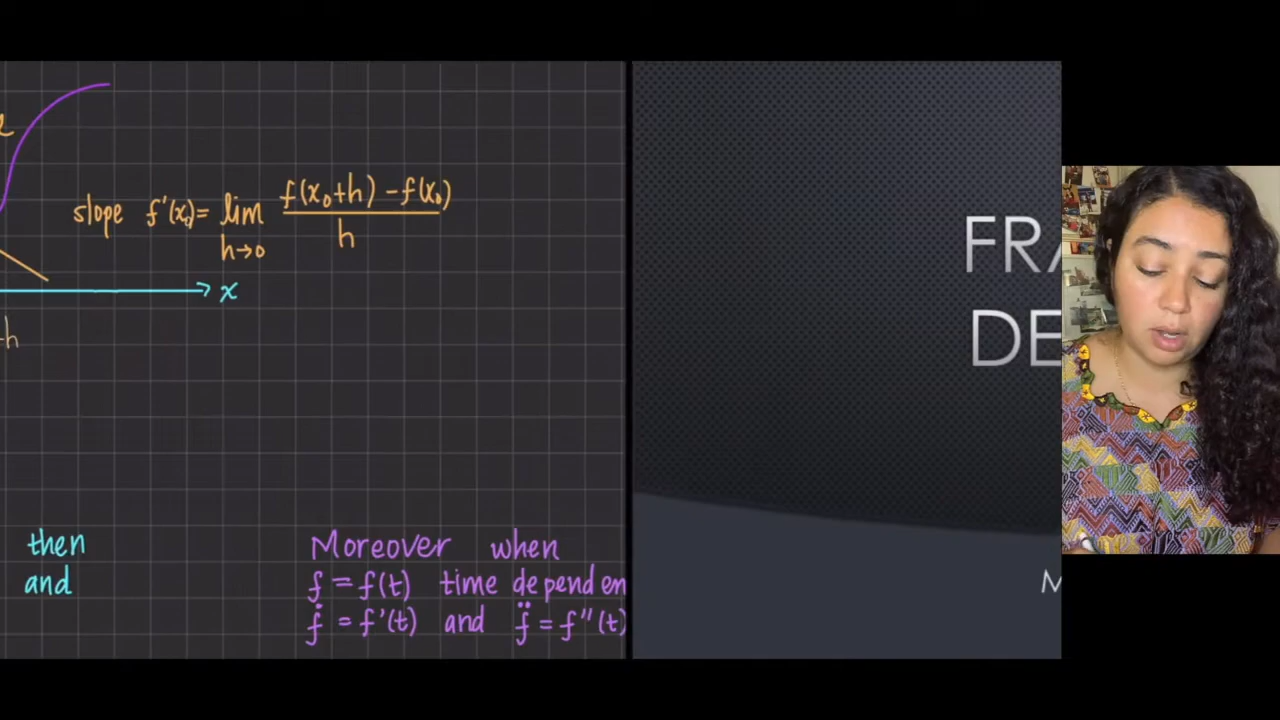 slope f'(x₀) = lim h→0 f(x₀+h) - f(x₀) / h
x
+h
then
and
Moreover when
f = f(t) time dependen
ḟ = f'(t) and f̈ = f''(t)
FRA
DE
M